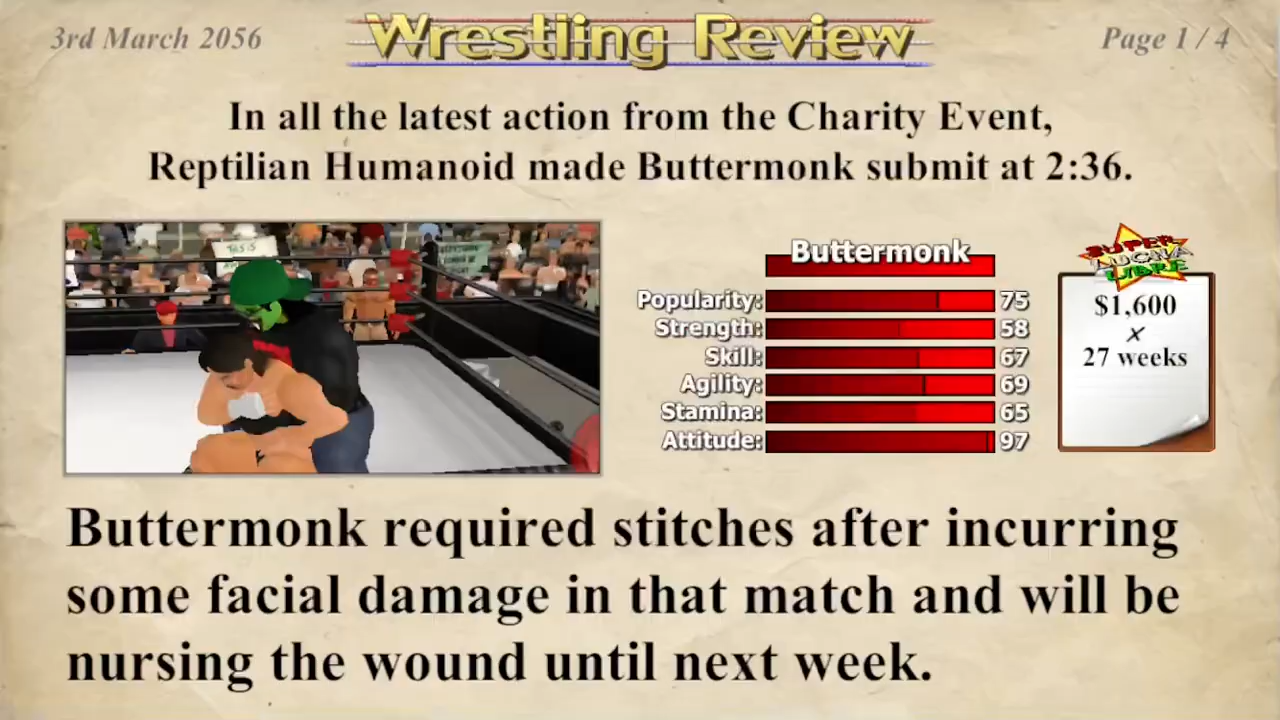 3rd March 2056
Wrestling Review
Page 1 / 4
In all the latest action from the Charity Event,
Reptilian Humanoid made Buttermonk submit at 2:36.
Buttermonk
Popularity: 75
Strength: 58
Skill: 67
Agility: 69
Stamina: 65
Attitude: 97
SUPER
LUCHA
LIBRE
$1,600
×
27 weeks
Buttermonk required stitches after incurring
some facial damage in that match and will be
nursing the wound until next week.